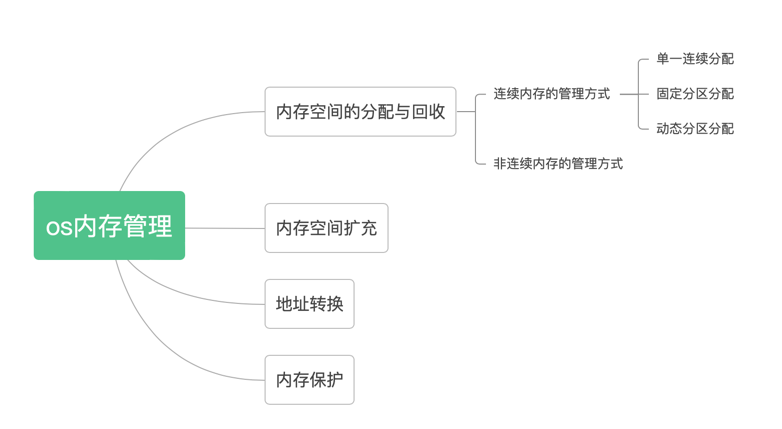 os内存管理
内存空间的分配与回收
连续内存的管理方式
单一连续分配
固定分区分配
动态分区分配
非连续内存的管理方式
内存空间扩充
地址转换
内存保护